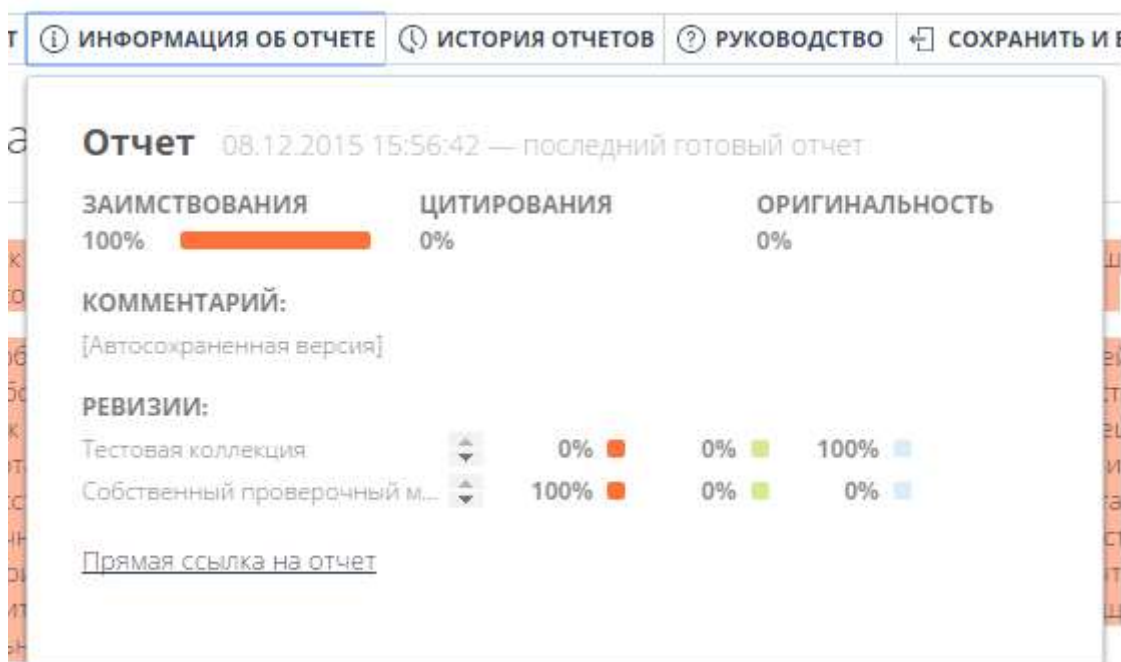 ИНФОРМАЦИЯ ОБ ОТЧЕТЕ ИСТОРИЯ ОТЧЕТОВ РУКОВОДСТВО СОХРАНИТЬ И
Отчет 08.12.2015 15:56:42 — последний готовый отчет
ЗАИМСТВОВАНИЯ ЦИТИРОВАНИЯ ОРИГИНАЛЬНОСТЬ
100% 0% 0%
КОММЕНТАРИЙ:
[Автосохраненная версия]
РЕВИЗИИ:
Тестовая коллекция 0% 0% 100%
Собственный проверочный м... 100% 0% 0%
Прямая ссылка на отчет